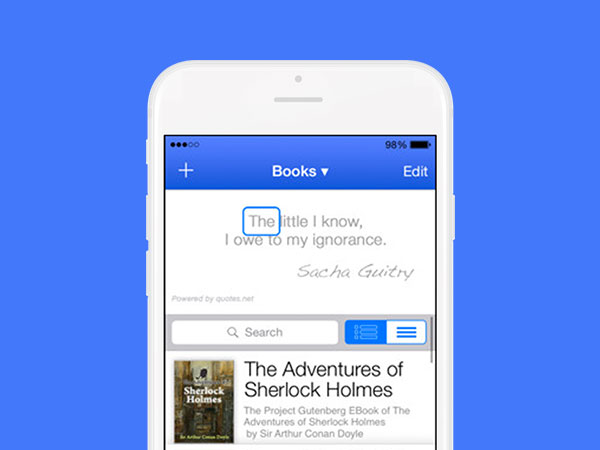 98%
+ Books ▾ Edit
The little I know,
I owe to my ignorance.
Sacha Guitry
Powered by quotes.net
Search
The Adventures of
Sherlock Holmes
The Project Gutenberg EBook of The
Adventures of Sherlock Holmes
by Sir Arthur Conan Doyle
Sherlock
Holmes
Sir Arthur Conan Doyle